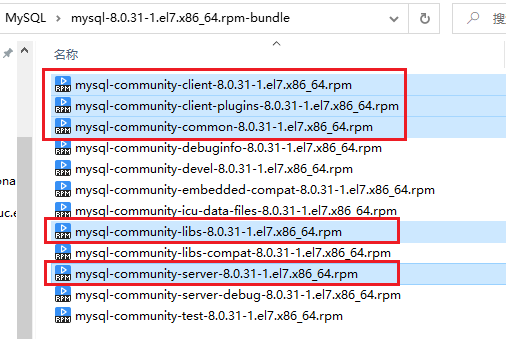 MySQL > mysql-8.0.31-1.el7.x86_64.rpm-bundle
搜索"
名称
mysql-community-client-8.0.31-1.el7.x86_64.rpm
mysql-community-client-plugins-8.0.31-1.el7.x86_64.rpm
mysql-community-common-8.0.31-1.el7.x86_64.rpm
mysql-community-debuginfo-8.0.31-1.el7.x86_64.rpm
mysql-community-devel-8.0.31-1.el7.x86_64.rpm
mysql-community-embedded-compat-8.0.31-1.el7.x86_64.rpm
mysql-community-icu-data-files-8.0.31-1.el7.x86_64.rpm
ona
uc.e
mysql-community-libs-8.0.31-1.el7.x86_64.rpm
mysql-community-libs-compat-8.0.31-1.el7.x86_64.rpm
mysql-community-server-8.0.31-1.el7.x86_64.rpm
mysql-community-server-debug-8.0.31-1.el7.x86_64.rpm
mysql-community-test-8.0.31-1.el7.x86_64.rpm